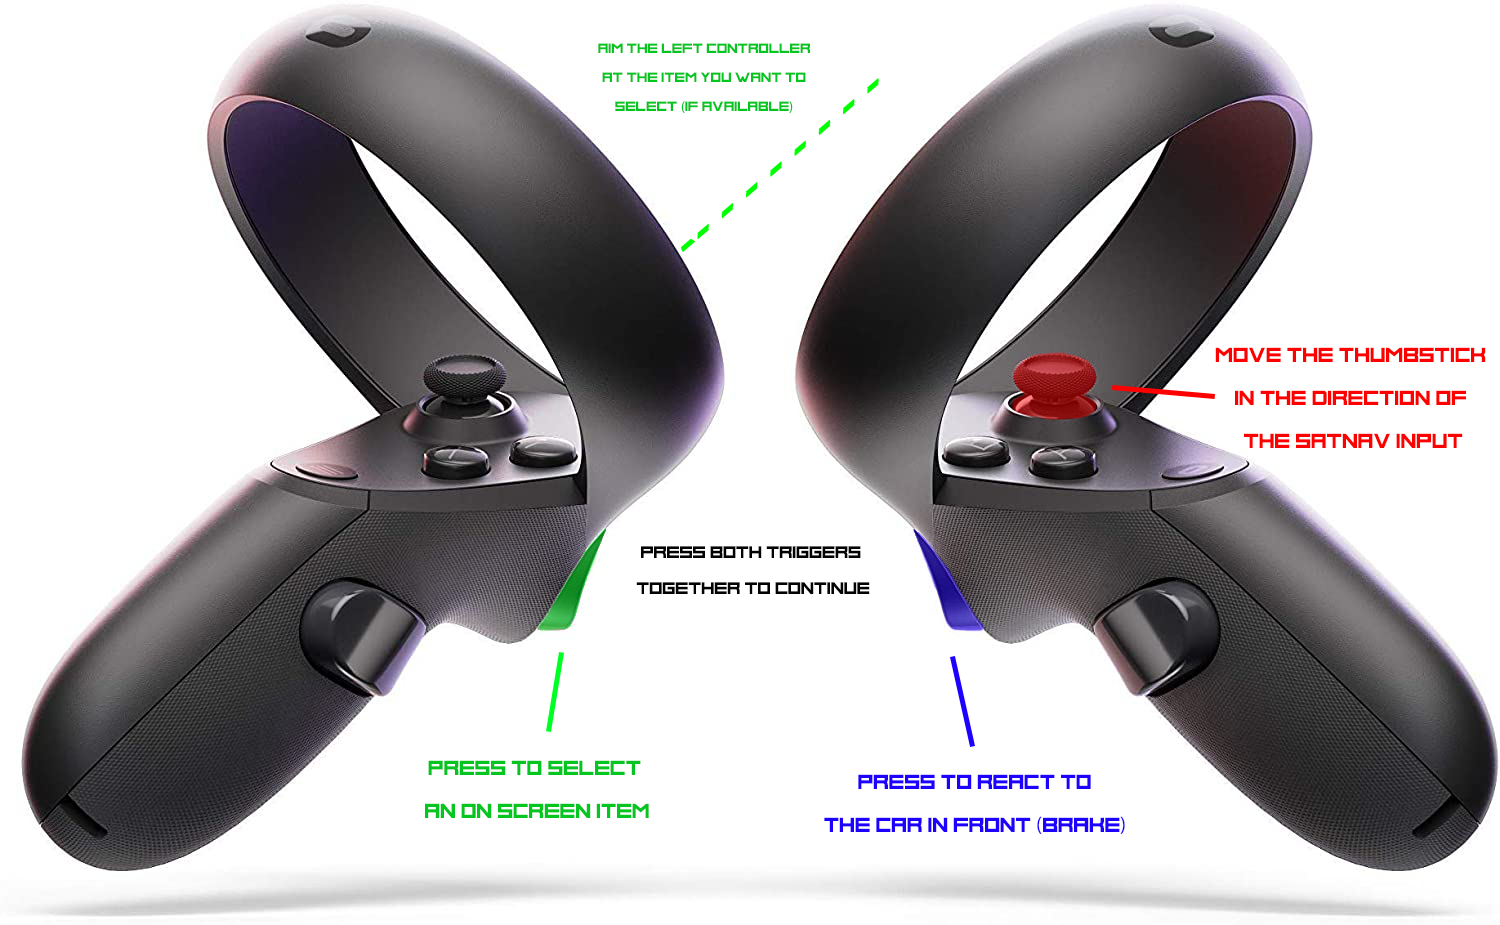 AIM THE LEFT CONTROLLER
AT THE ITEM YOU WANT TO
SELECT (IF AVAILABLE)
MOVE THE THUMBSTICK
IN THE DIRECTION OF
THE SATNAV INPUT
PRESS BOTH TRIGGERS
TOGETHER TO CONTINUE
PRESS TO SELECT
AN ON SCREEN ITEM
PRESS TO REACT TO
THE CAR IN FRONT (BRAKE)